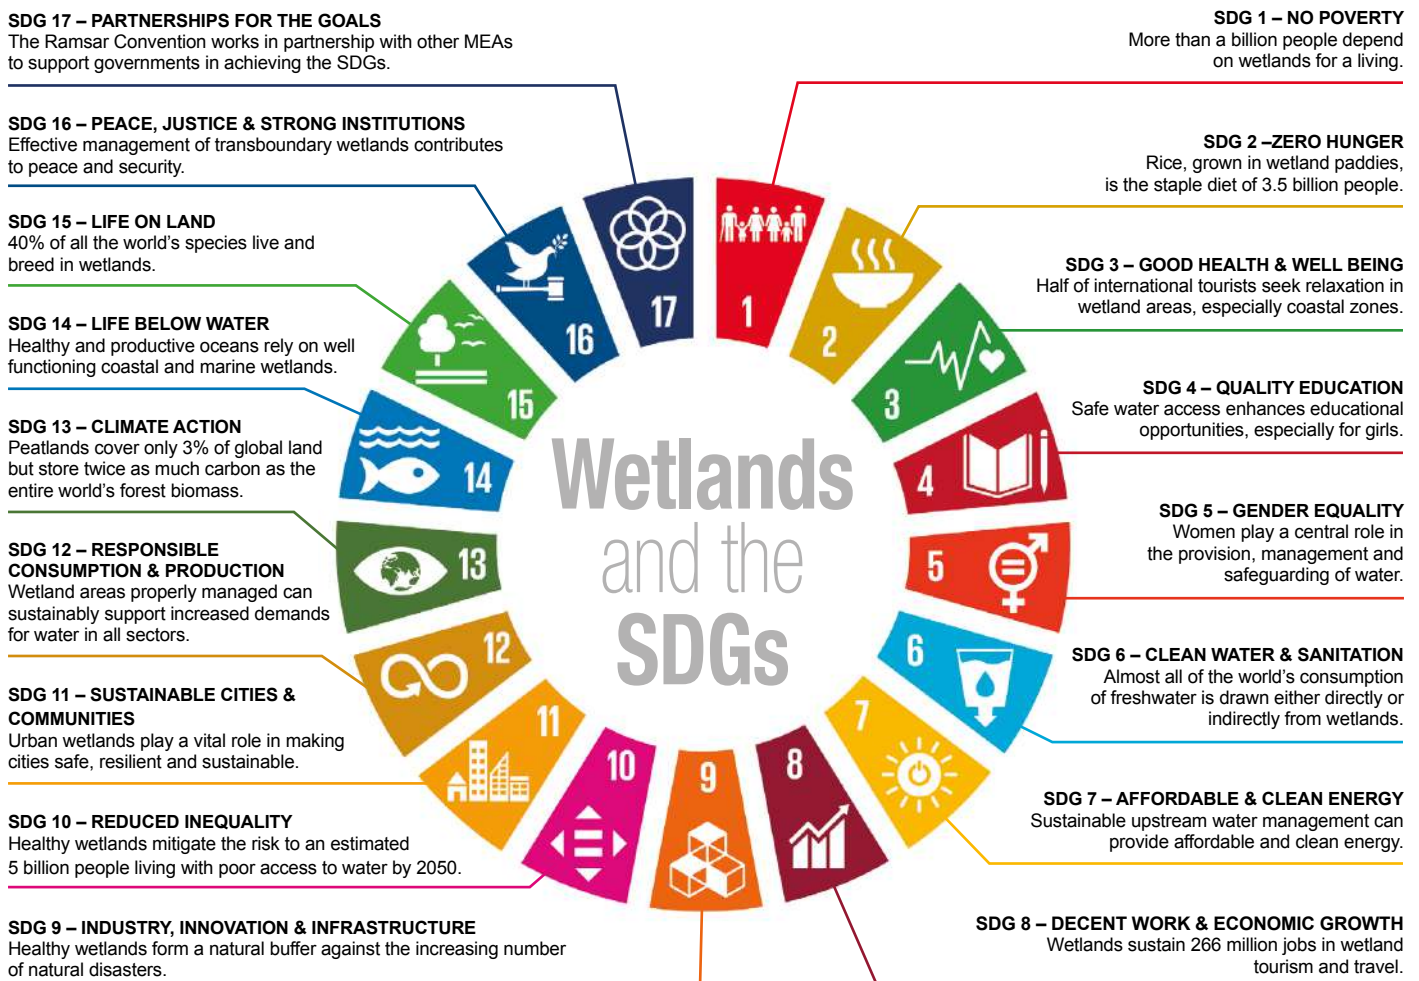 SDG 17 – PARTNERSHIPS FOR THE GOALS
The Ramsar Convention works in partnership with other MEAs
to support governments in achieving the SDGs.
SDG 16 – PEACE, JUSTICE & STRONG INSTITUTIONS
Effective management of transboundary wetlands contributes
to peace and security.
SDG 15 – LIFE ON LAND
40% of all the world's species live and
breed in wetlands.
SDG 14 – LIFE BELOW WATER
Healthy and productive oceans rely on well
functioning coastal and marine wetlands.
SDG 13 – CLIMATE ACTION
Peatlands cover only 3% of global land
but store twice as much carbon as the
entire world's forest biomass.
SDG 12 – RESPONSIBLE
CONSUMPTION & PRODUCTION
Wetland areas properly managed can
sustainably support increased demands
for water in all sectors.
SDG 11 – SUSTAINABLE CITIES &
COMMUNITIES
Urban wetlands play a vital role in making
cities safe, resilient and sustainable.
SDG 10 – REDUCED INEQUALITY
Healthy wetlands mitigate the risk to an estimated
5 billion people living with poor access to water by 2050.
SDG 9 – INDUSTRY, INNOVATION & INFRASTRUCTURE
Healthy wetlands form a natural buffer against the increasing number
of natural disasters.
17
16
15
14
13
12
11
10
9
8
7
6
5
4
3
2
1
Wetlands
and the
SDGs
SDG 1 – NO POVERTY
More than a billion people depend
on wetlands for a living.
SDG 2 –ZERO HUNGER
Rice, grown in wetland paddies,
is the staple diet of 3.5 billion people.
SDG 3 – GOOD HEALTH & WELL BEING
Half of international tourists seek relaxation in
wetland areas, especially coastal zones.
SDG 4 – QUALITY EDUCATION
Safe water access enhances educational
opportunities, especially for girls.
SDG 5 – GENDER EQUALITY
Women play a central role in
the provision, management and
safeguarding of water.
SDG 6 – CLEAN WATER & SANITATION
Almost all of the world's consumption
of freshwater is drawn either directly or
indirectly from wetlands.
SDG 7 – AFFORDABLE & CLEAN ENERGY
Sustainable upstream water management can
provide affordable and clean energy.
SDG 8 – DECENT WORK & ECONOMIC GROWTH
Wetlands sustain 266 million jobs in wetland
tourism and travel.